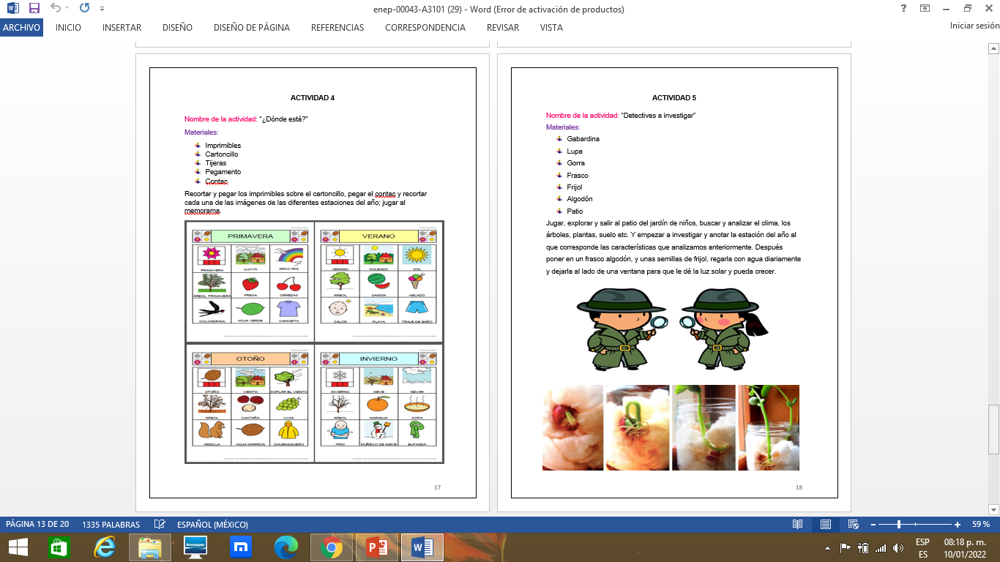 enep-00043-A3101 (29) - Word (Error de activación de productos)
ARCHIVO INICIO INSERTAR DISEÑO DISEÑO DE PÁGINA REFERENCIAS CORRESPONDENCIA REVISAR VISTA
Iniciar sesión
ACTIVIDAD 4
Nombre de la actividad: "¿Dónde está?"
Materiales:
Imprimibles
Cartoncillo
Tijeras
Pegamento
Contac
Recortar y pegar los imprimibles sobre el cartoncillo, pegar el contac y recortar
cada una de las imágenes de las diferentes estaciones del año; jugar al
memorama.
PRIMAVERA
PRIMAVERA LLUVIA ARCO IRIS
ARBOL PRIMAVERA FRESA CEREZAS
GOLONDRINA HOJA VERDE CAMISETA
VERANO
VERANO SOLEADO SOL
ARBOL SANDÍA HELADO
CALOR PLAYA TRAJE DE BAÑO
OTOÑO
OTOÑO VIENTO SOPLAR EL VIENTO
ARBOL CASTAÑA UVAS
ARDILLA HOJA MARRÓN CHUBASQUERO
INVIERNO
INVIERNO NIEVE NEVAR
ARBOL NARANJA SOPA
FRÍO MUÑECO DE NIEVE BUFANDA
17
ACTIVIDAD 5
Nombre de la actividad: "Detectives a investigar"
Materiales:
Gabardina
Lupa
Gorra
Frasco
Frijol
Algodón
Patio
Jugar, explorar y salir al patio del jardín de niños, buscar y analizar el clima, los
árboles, plantas, suelo etc. Y empezar a investigar y anotar la estación del año al
que corresponde las características que analizamos anteriormente. Después
poner en un frasco algodón, y unas semillas de frijol, regarla con agua diariamente
y dejarla al lado de una ventana para que le dé la luz solar y pueda crecer.
18
PÁGINA 13 DE 20 1335 PALABRAS ESPAÑOL (MÉXICO) 59 %
lenovo
ESP
ES
08:18 p. m.
10/01/2022